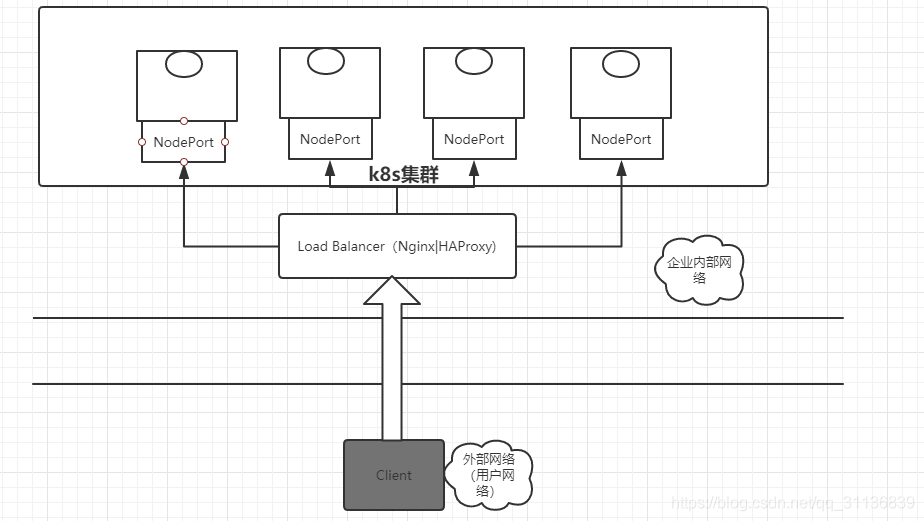 NodePort
NodePort
NodePort
NodePort
k8s集群
Load Balancer（Nginx|HAProxy)
企业内部网
络
Client
外部网络
（用户网
络）
https://blog.csdn.net/qq_31136839